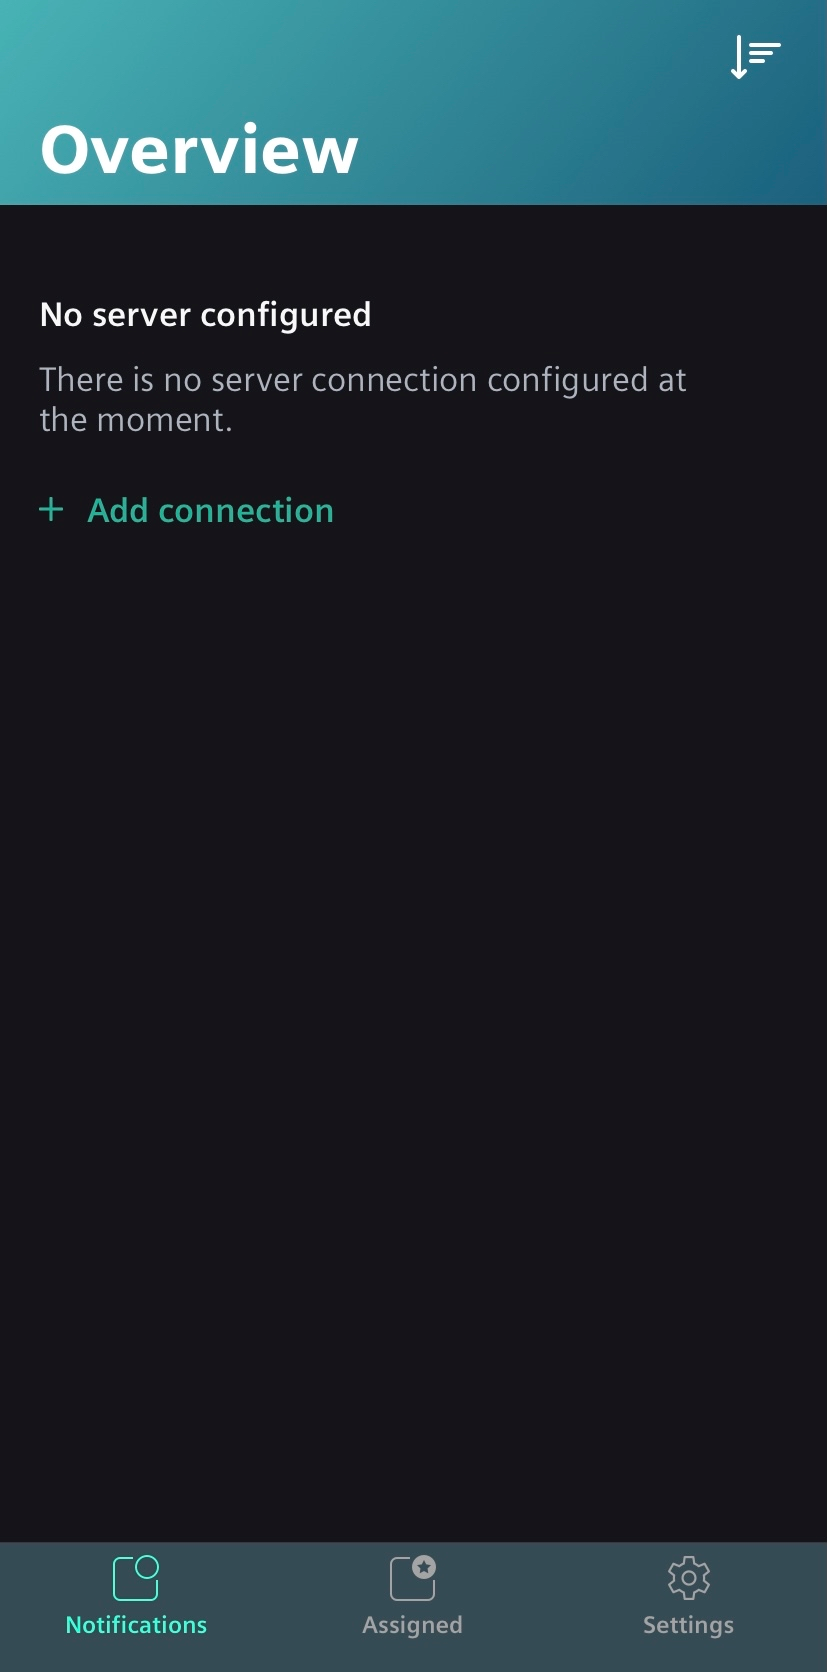 Overview
No server configured
There is no server connection configured at
the moment.
+ Add connection
Notifications
Assigned
Settings